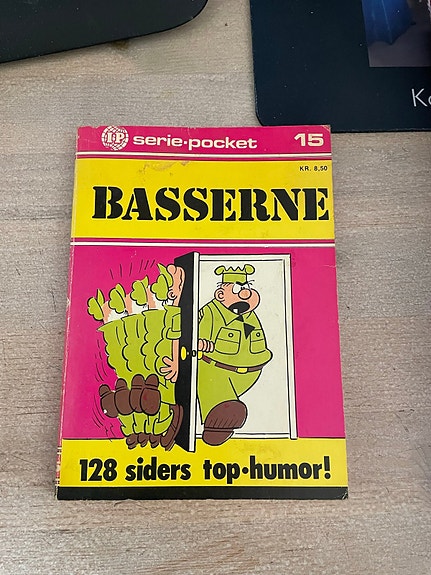 I·P serie·pocket 15
KR. 8,50
BASSERNE
128 siders top·humor!